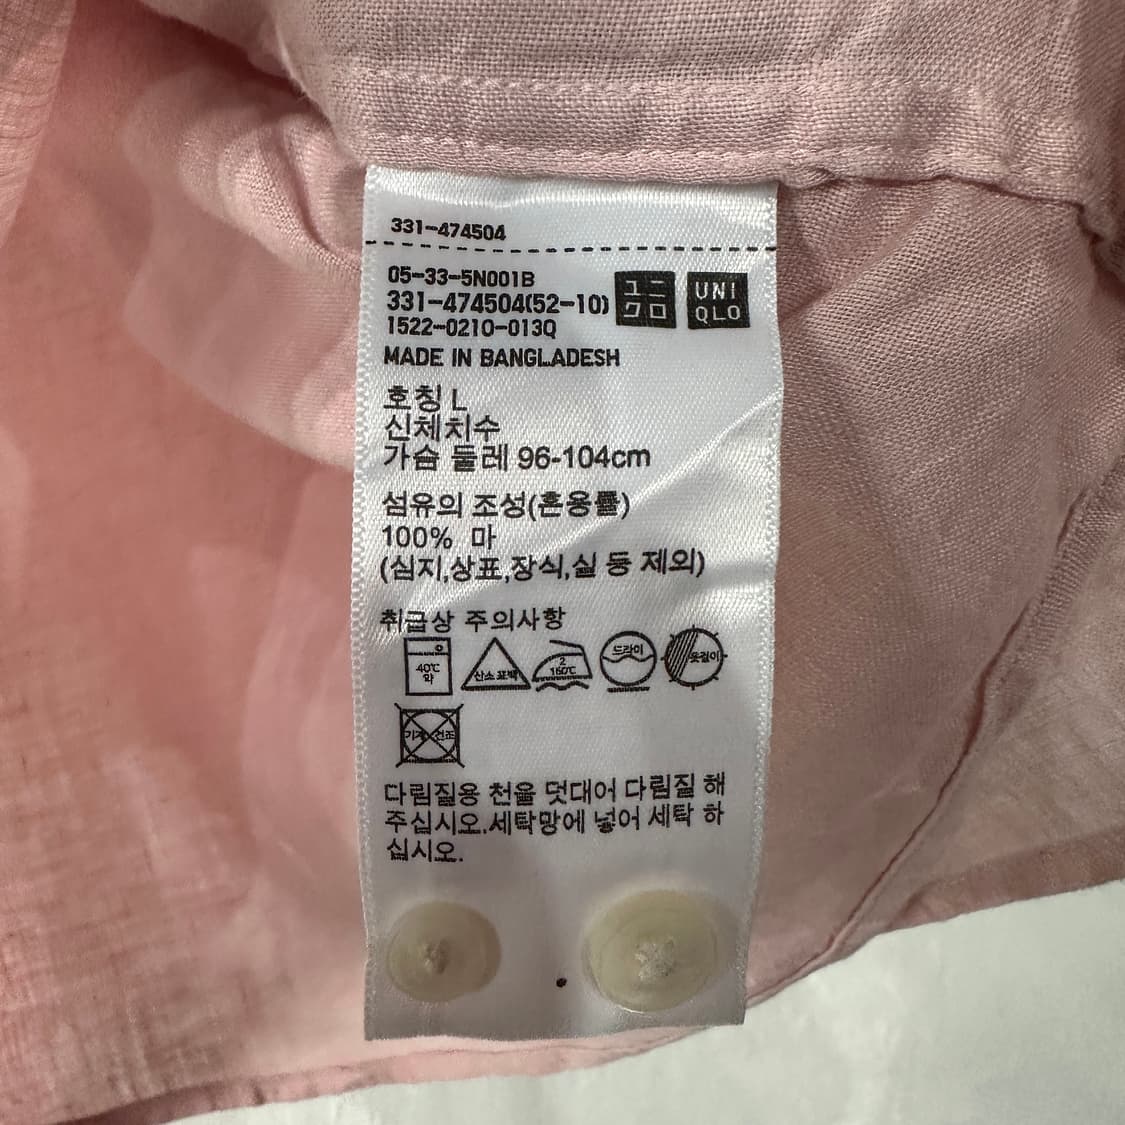 331-474504
05-33-5N001B
331-474504(52-10)
1522-0210-013Q
ユニ
クロ
UNI
QLO
MADE IN BANGLADESH
호칭 L
신체치수
가슴 둘레 96-104cm
섬유의 조성(혼용률)
100% 마
(심지,상표,장식,실 등 제외)
취급상 주의사항
40℃
약
산소 표백
2
160℃
드라이
옷걸이
기계 건조
다림질용 천을 덧대어 다림질 해
주십시오.세탁망에 넣어 세탁 하
십시오.